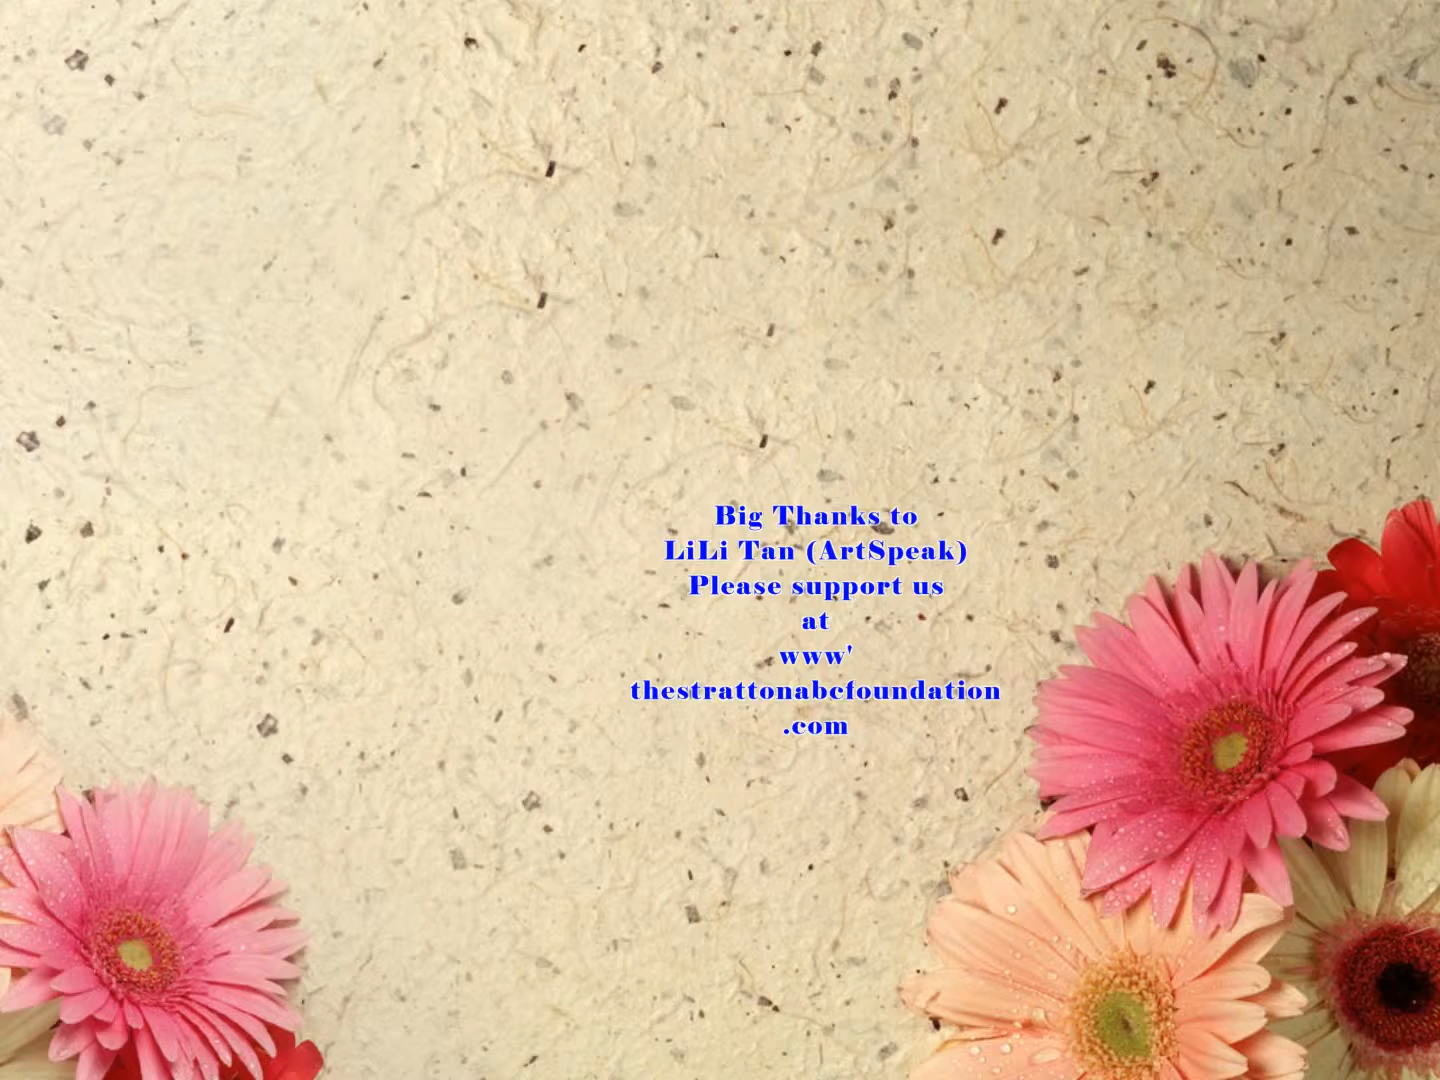 Big Thanks to
LiLi Tan (ArtSpeak)
Please support us
at
www'
thestrattonabcfoundation
.com